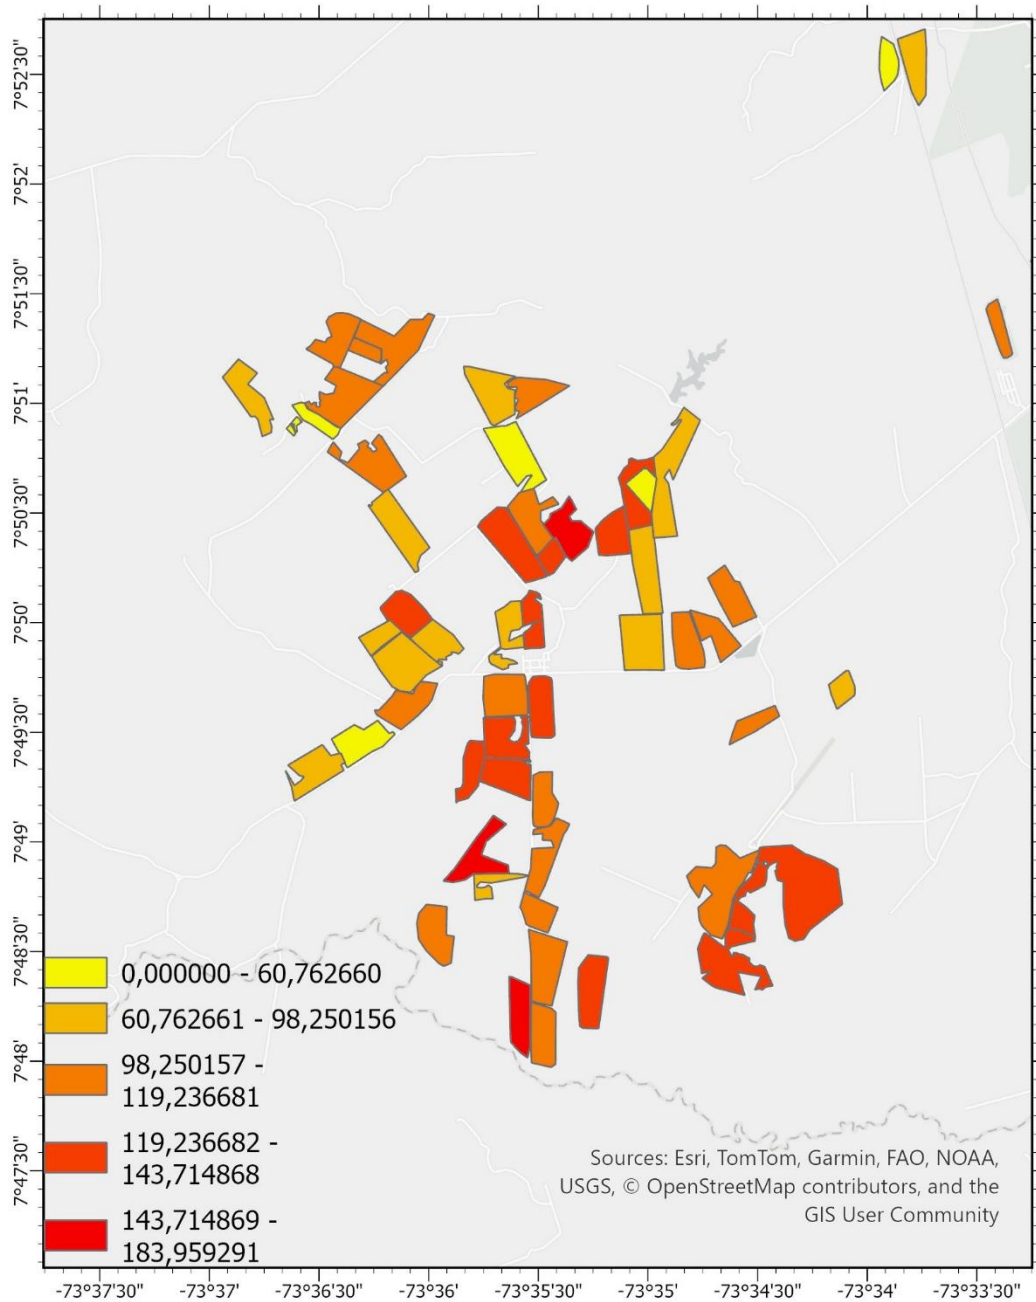 7°52'30"
7°52'
7°51'30"
7°51'
7°50'30"
7°50'
7°49'30"
7°49'
7°48'30"
7°48'
7°47'30"
0,000000 - 60,762660
60,762661 - 98,250156
98,250157 -
119,236681
119,236682 -
143,714868
143,714869 -
183,959291
Sources: Esri, TomTom, Garmin, FAO, NOAA,
USGS, © OpenStreetMap contributors, and the
GIS User Community
-73°37'30" -73°37' -73°36'30" -73°36' -73°35'30" -73°35' -73°34'30" -73°34' -73°33'30"